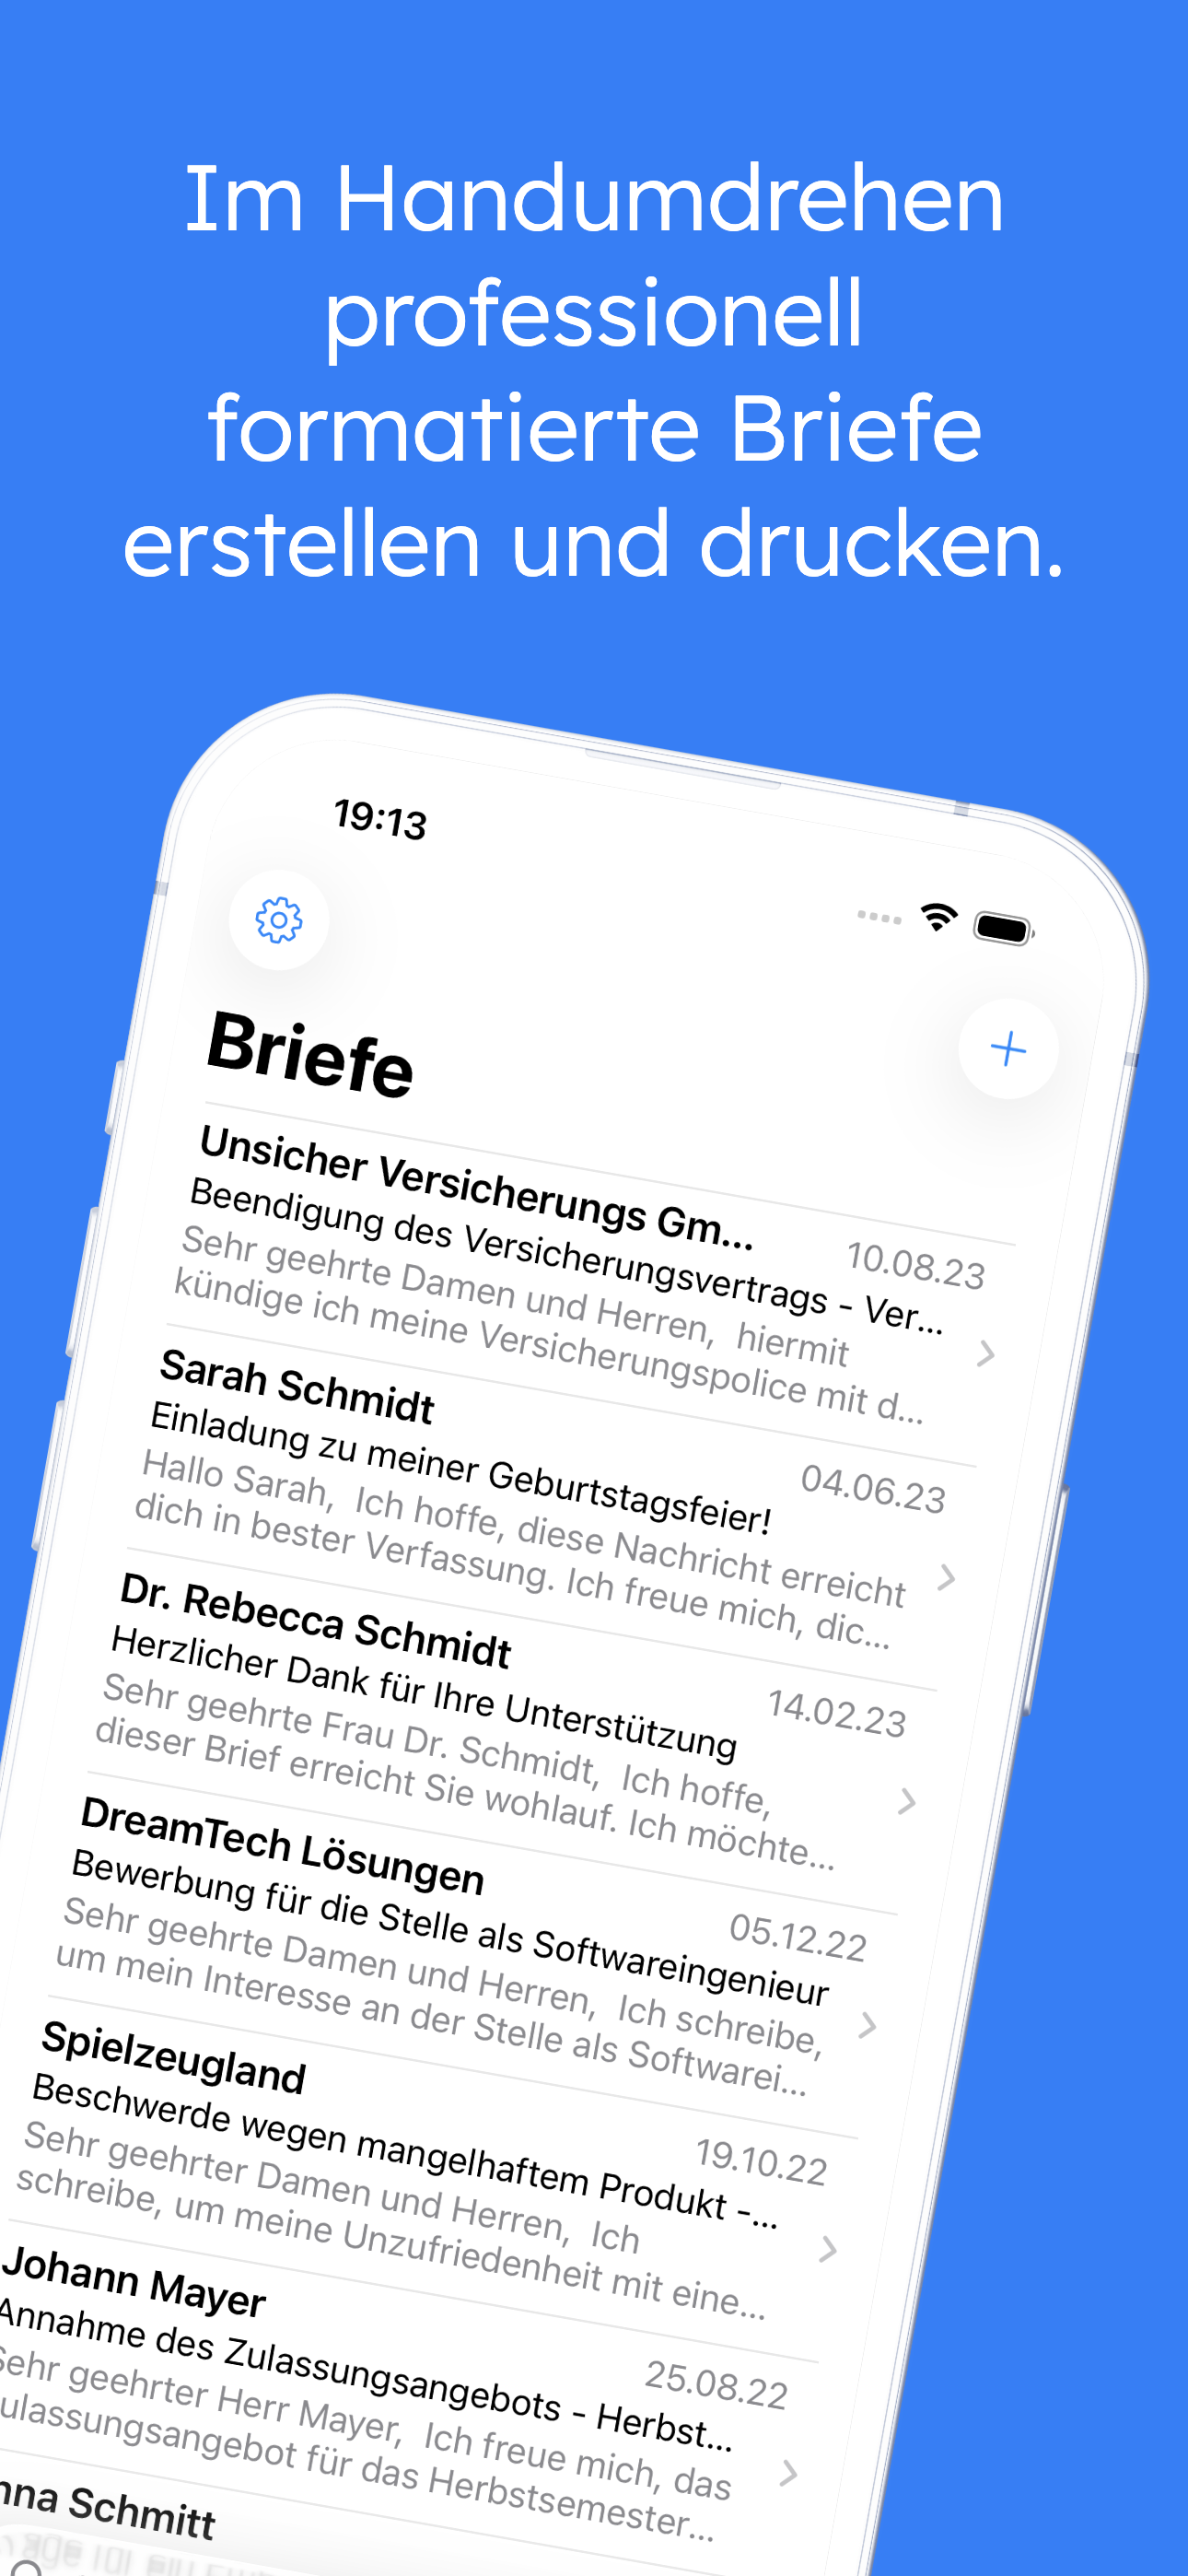 Im Handumdrehen
professionell
formatierte Briefe
erstellen und drucken.
19:13
Briefe
Unsicher Versicherungs Gm...
10.08.23
Beendigung des Versicherungsvertrags - Ver...
Sehr geehrte Damen und Herren, hiermit
kündige ich meine Versicherungspolice mit d...
Sarah Schmidt
04.06.23
Einladung zu meiner Geburtstagsfeier!
Hallo Sarah, Ich hoffe, diese Nachricht erreicht
dich in bester Verfassung. Ich freue mich, dic...
Dr. Rebecca Schmidt
14.02.23
Herzlicher Dank für Ihre Unterstützung
Sehr geehrte Frau Dr. Schmidt, Ich hoffe,
dieser Brief erreicht Sie wohlauf. Ich möchte...
DreamTech Lösungen
05.12.22
Bewerbung für die Stelle als Softwareingenieur
Sehr geehrte Damen und Herren, Ich schreibe,
um mein Interesse an der Stelle als Softwarei...
Spielzeugland
19.10.22
Beschwerde wegen mangelhaftem Produkt -...
Sehr geehrter Damen und Herren, Ich
schreibe, um meine Unzufriedenheit mit eine...
Johann Mayer
25.08.22
Annahme des Zulassungsangebots - Herbst...
Sehr geehrter Herr Mayer, Ich freue mich, das
ulassungsangebot für das Herbstsemester...
nna Schmitt